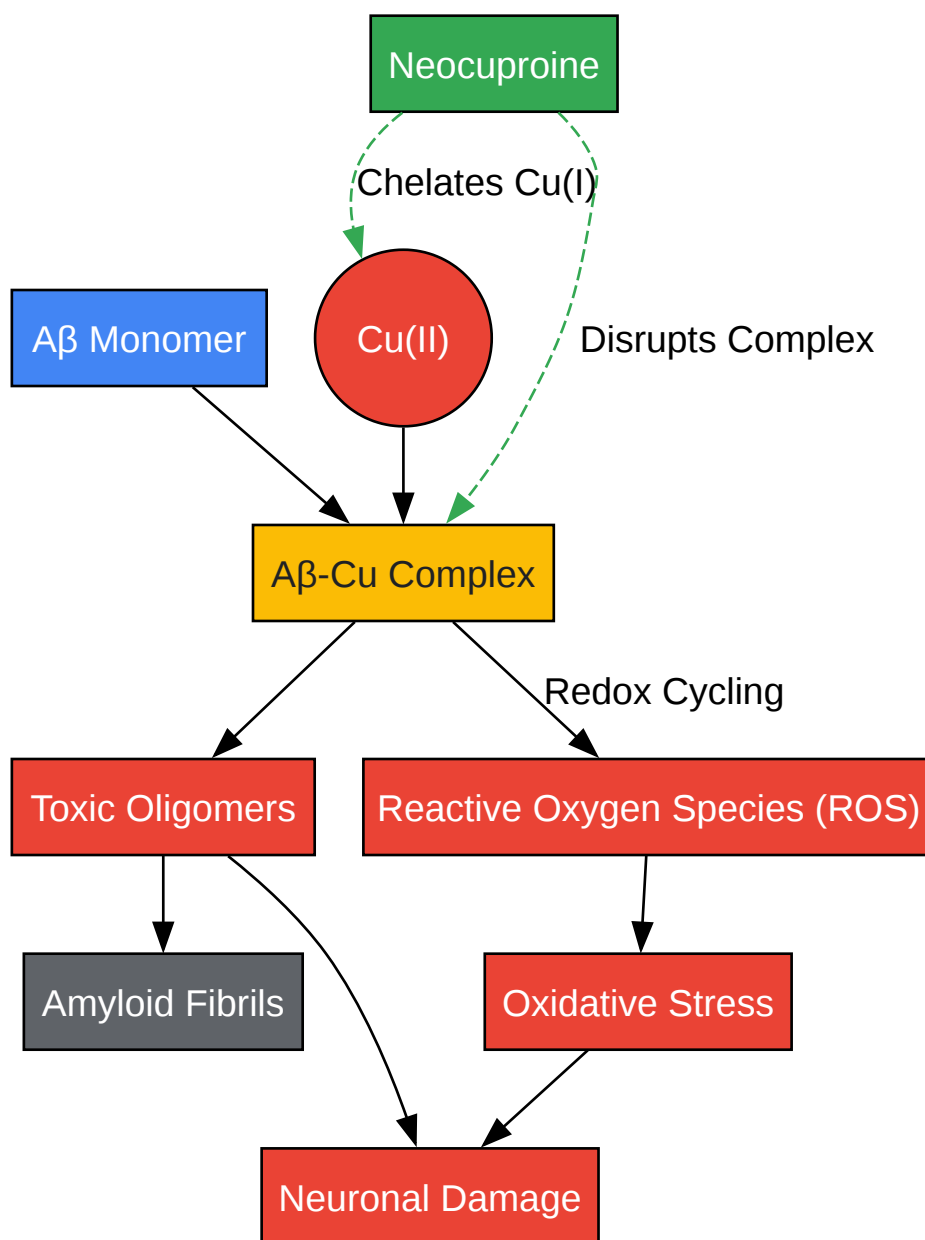 Neocuproine
Chelates Cu(I)
Aβ Monomer
Cu(II)
Disrupts Complex
Aβ-Cu Complex
Redox Cycling
Toxic Oligomers
Reactive Oxygen Species (ROS)
Amyloid Fibrils
Oxidative Stress
Neuronal Damage